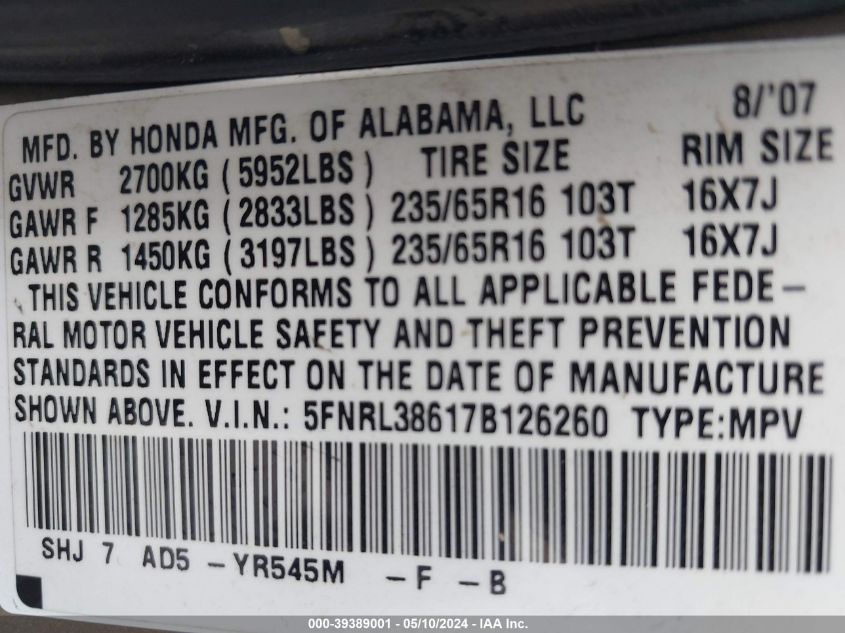 MFD. BY HONDA MFG. OF ALABAMA, LLC 8/'07
GVWR 2700KG (5952LBS) TIRE SIZE RIM SIZE
GAWR F 1285KG (2833LBS) 235/65R16 103T 16X7J
GAWR R 1450KG (3197LBS) 235/65R16 103T 16X7J
THIS VEHICLE CONFORMS TO ALL APPLICABLE FEDE-
RAL MOTOR VEHICLE SAFETY AND THEFT PREVENTION
STANDARDS IN EFFECT ON THE DATE OF MANUFACTURE
SHOWN ABOVE. V.I.N.: 5FNRL38617B126260 TYPE:MPV
SHJ 7 AD5 -YR545M -F -B
000-39389001 - 05/10/2024 - IAA Inc.